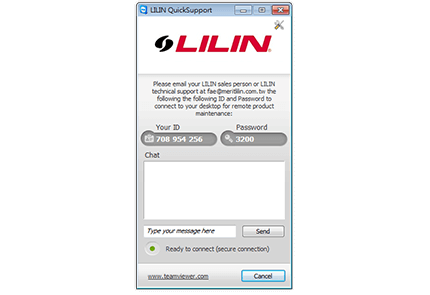 LILIN QuickSupport
LILIN
Please email your LILIN sales person or LILIN
technical support at fae@meritlilin.com.tw the
following the following ID and Password to
connect to your desktop for remote product
maintenance:
Your ID
Password
708 954 256
3200
Chat
Type your message here
Send
Ready to connect (secure connection)
www.teamviewer.com
Cancel